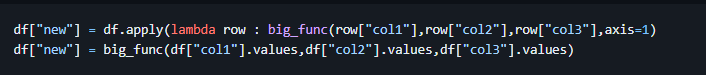 df["new"] = df.apply(lambda row : big_func(row["col1"],row["col2"],row["col3"],axis=1)
df["new"] = big_func(df["col1"].values,df["col2"].values,df["col3"].values)